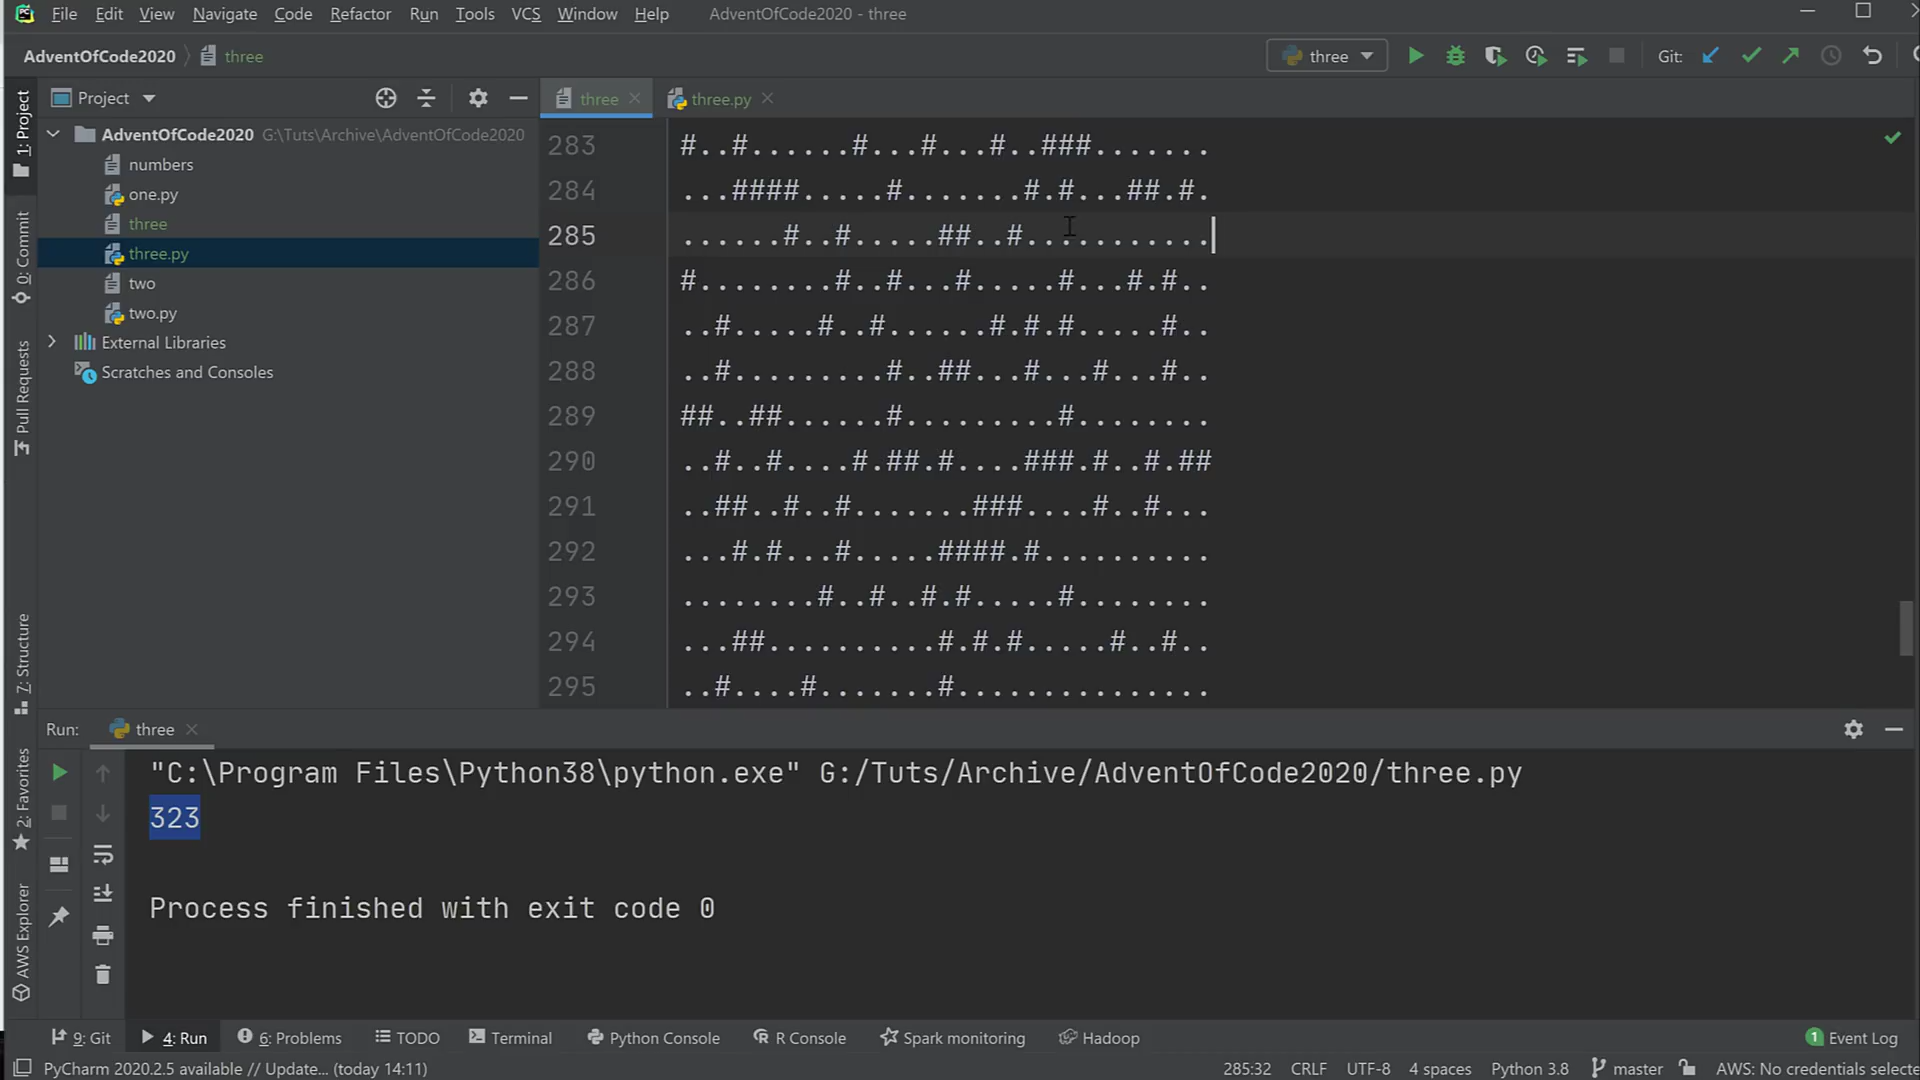 File Edit View Navigate Code Refactor Run Tools VCS Window Help AdventOfCode2020 - three
AdventOfCode2020 three
three
Git:
Project
three
three.py
AdventOfCode2020 G:\Tuts\Archive\AdventOfCode2020
numbers
one.py
three
three.py
two
two.py
External Libraries
Scratches and Consoles
1: Project
0: Commit
Pull Requests
7: Structure
2: Favorites
AWS Explorer
283 #..#......#...#...#..###.......
284 ...####.....#.......#.#...##.#.
285 ......#..#.....##..#...........
286 #........#..#...#.....#...#.#..
287 ..#.....#..#......#.#.#.....#..
288 ..#.........#..##...#...#...#..
289 ##..##......#.........#........
290 ..#..#....#.##.#....###.#..#.##
291 ..##..#..#.......###....#..#...
292 ...#.#...#.....####.#..........
293 ........#..#..#.#.....#........
294 ...##..........#.#.#.....#..#..
295 ..#....#.......#...............
Run: three
"C:\Program Files\Python38\python.exe" G:/Tuts/Archive/AdventOfCode2020/three.py
323
Process finished with exit code 0
9: Git 4: Run 6: Problems TODO Terminal Python Console R Console Spark monitoring Hadoop 1 Event Log
PyCharm 2020.2.5 available // Update... (today 14:11) 285:32 CRLF UTF-8 4 spaces Python 3.8 master AWS: No credentials selecte